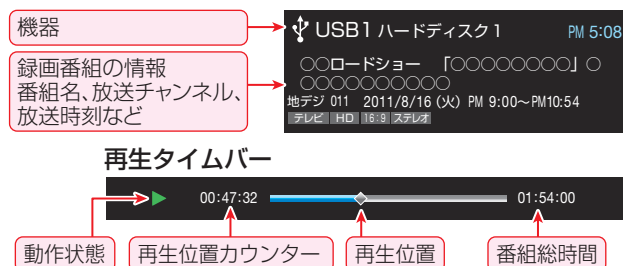 機器
USB1 ハードディスク1 PM 5:08
録画番組の情報
番組名、放送チャンネル、
放送時刻など
○○ロードショー 「○○○○○○○○」○
○○○○○○○○○○
地デジ 011 2011/8/16 (火) PM 9:00～PM10:54
テレビ HD 16:9 ステレオ
再生タイムバー
00:47:32 01:54:00
動作状態 再生位置カウンター 再生位置 番組総時間